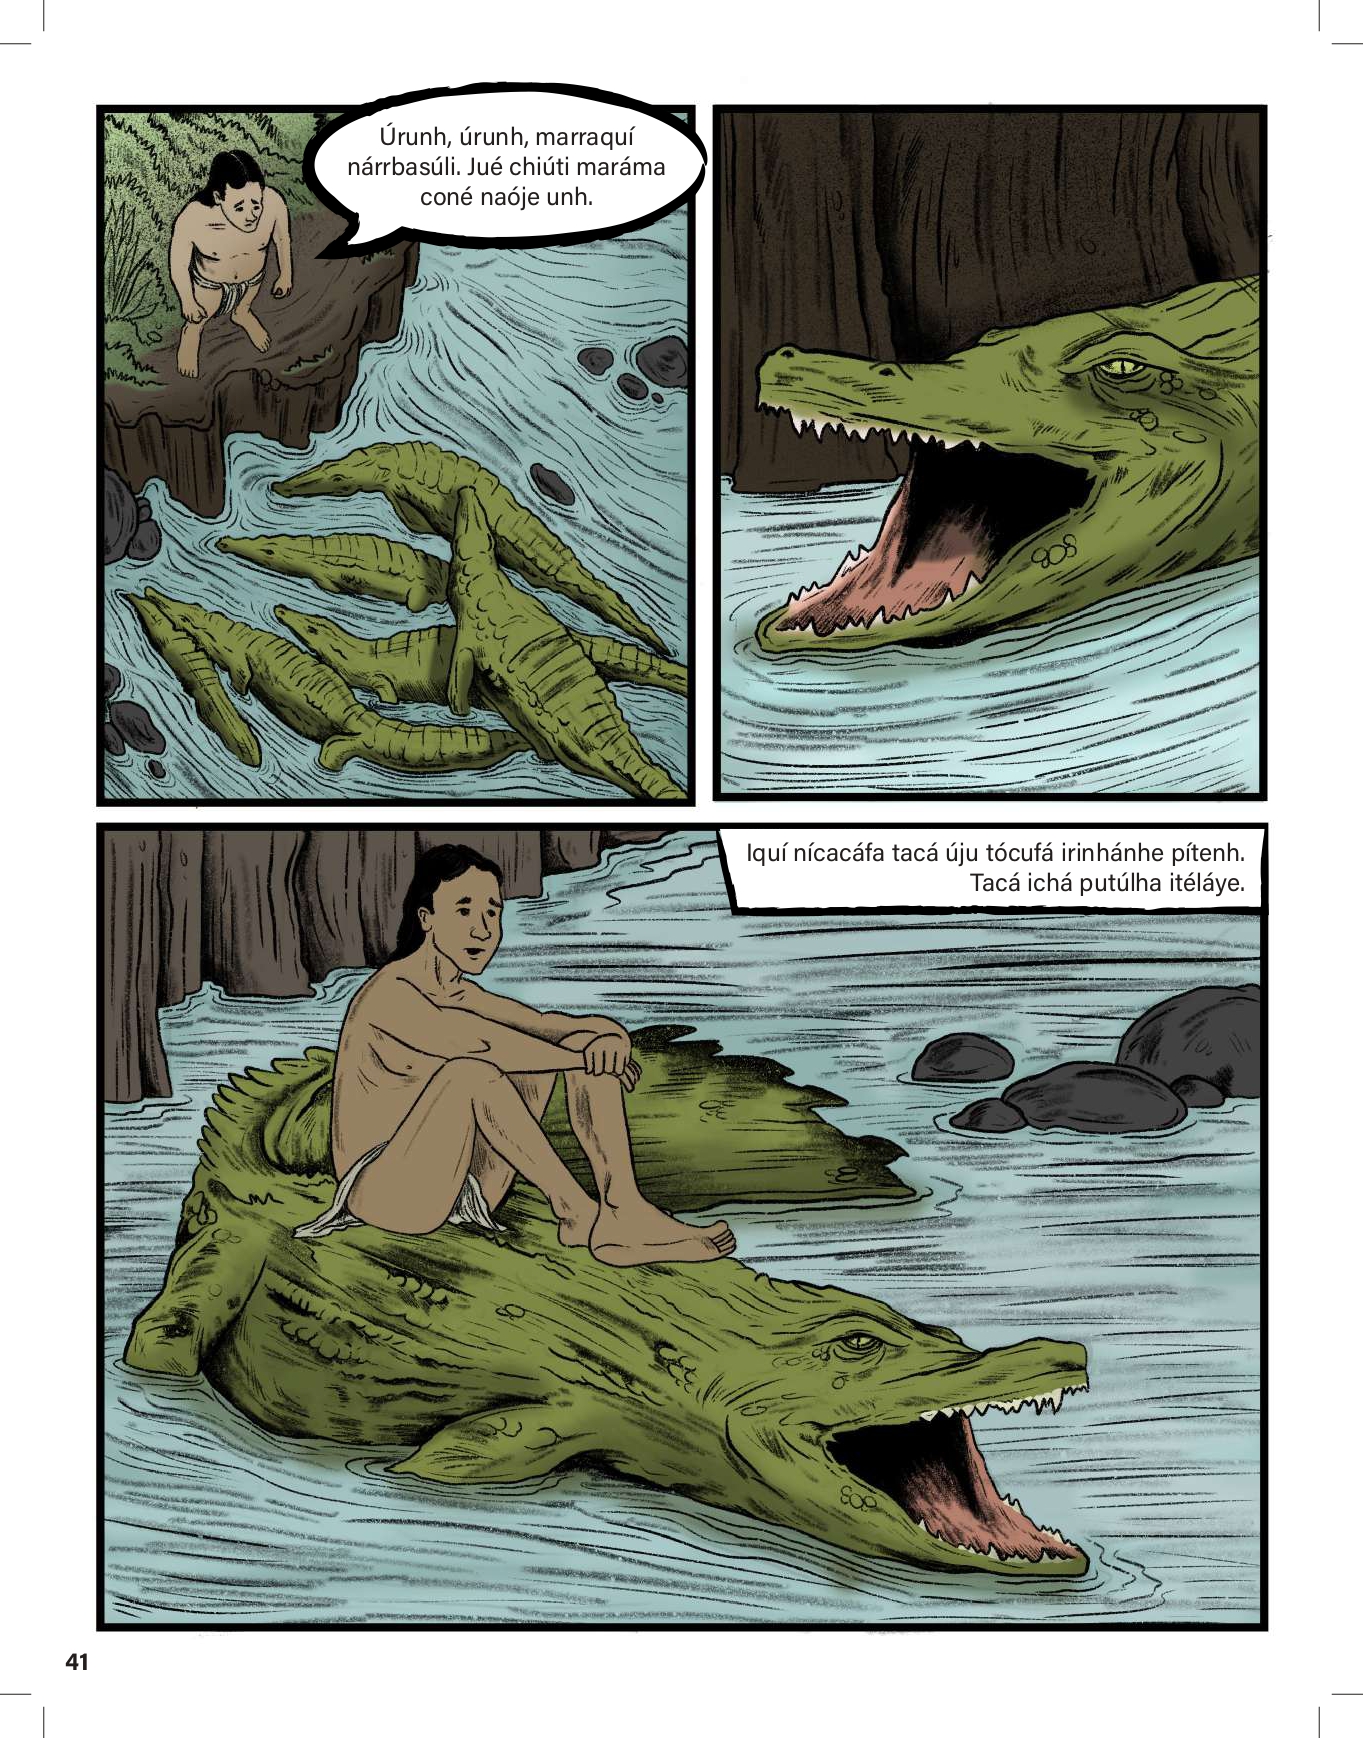 Úrunh, úrunh, marraquí
nárrbasúli. Jué chiúti maráma
coné naóje unh.
Iquí nícacáfa tacá úju tócufá irinhánhe pítenh.
Tacá ichá putúlha itéláye.
41